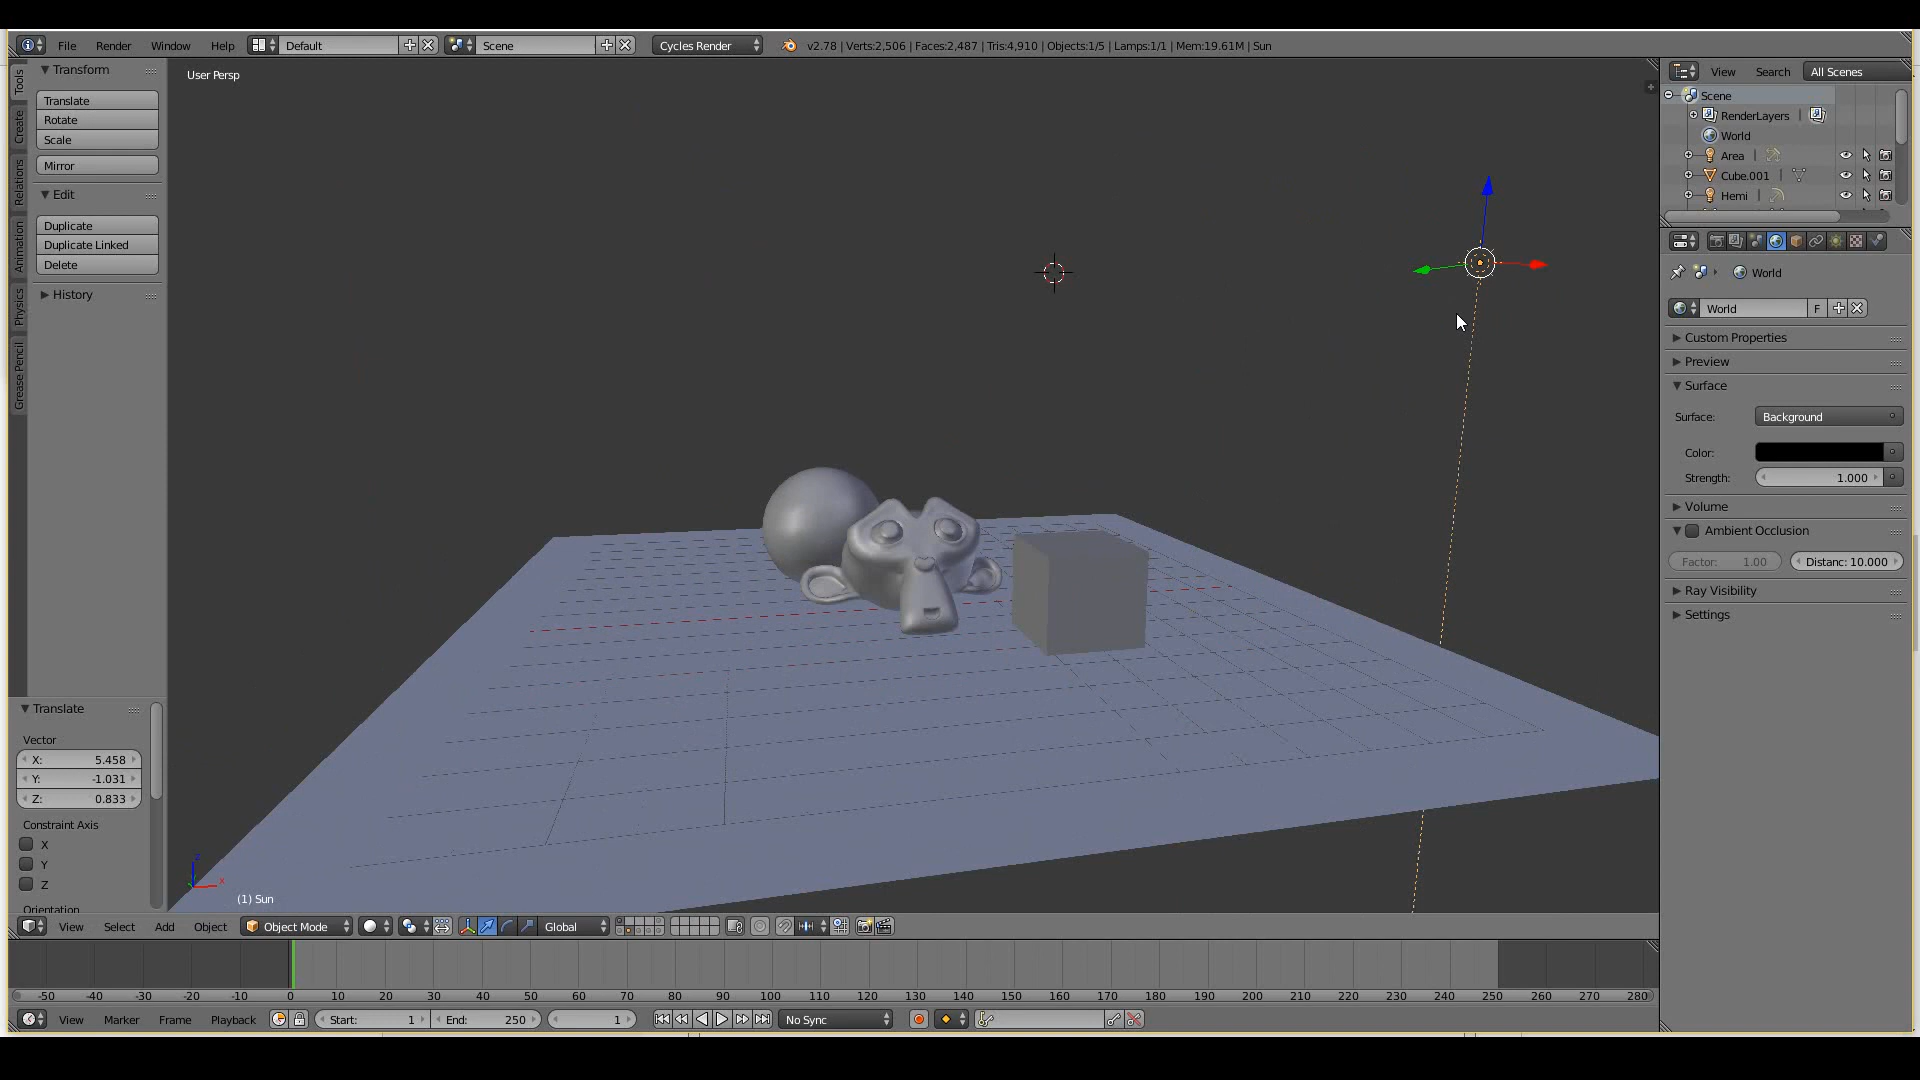 File Render Window Help Default Scene Cycles Render v2.78 | Verts:2,506 | Faces:2,487 | Tris:4,910 | Objects:1/5 | Lamps:1/1 | Mem:19.61M | Sun
Tools
Create
Relations
Animation
Physics
Grease Pencil
Transform
Translate
Rotate
Scale
Mirror
Edit
Duplicate
Duplicate Linked
Delete
History
Translate
Vector
X: 5.458
Y: -1.031
Z: 0.833
Constraint Axis
X
Y
Z
Orientation
User Persp
z
x
(1) Sun
View Select Add Object Object Mode Global
-50 -40 -30 -20 -10 0 10 20 30 40 50 60 70 80 90 100 110 120 130 140 150 160 170 180 190 200 210 220 230 240 250 260 270 280
View Marker Frame Playback Start: 1 End: 250 1 No Sync
View Search All Scenes
Scene
RenderLayers |
World
Area |
Cube.001 |
Hemi |
World
World F
Custom Properties
Preview
Surface
Surface: Background
Color:
Strength: 1.000
Volume
Ambient Occlusion
Factor: 1.00 Distanc: 10.000
Ray Visibility
Settings